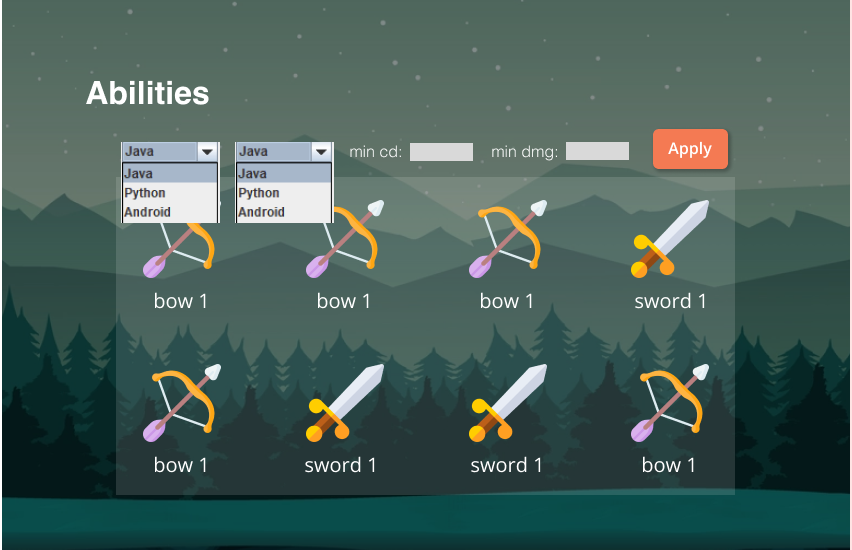 Abilities
Java Java min cd: min dmg: Apply
Java Java
Python Python
Android Android
bow 1 bow 1 bow 1 sword 1
bow 1 sword 1 sword 1 bow 1